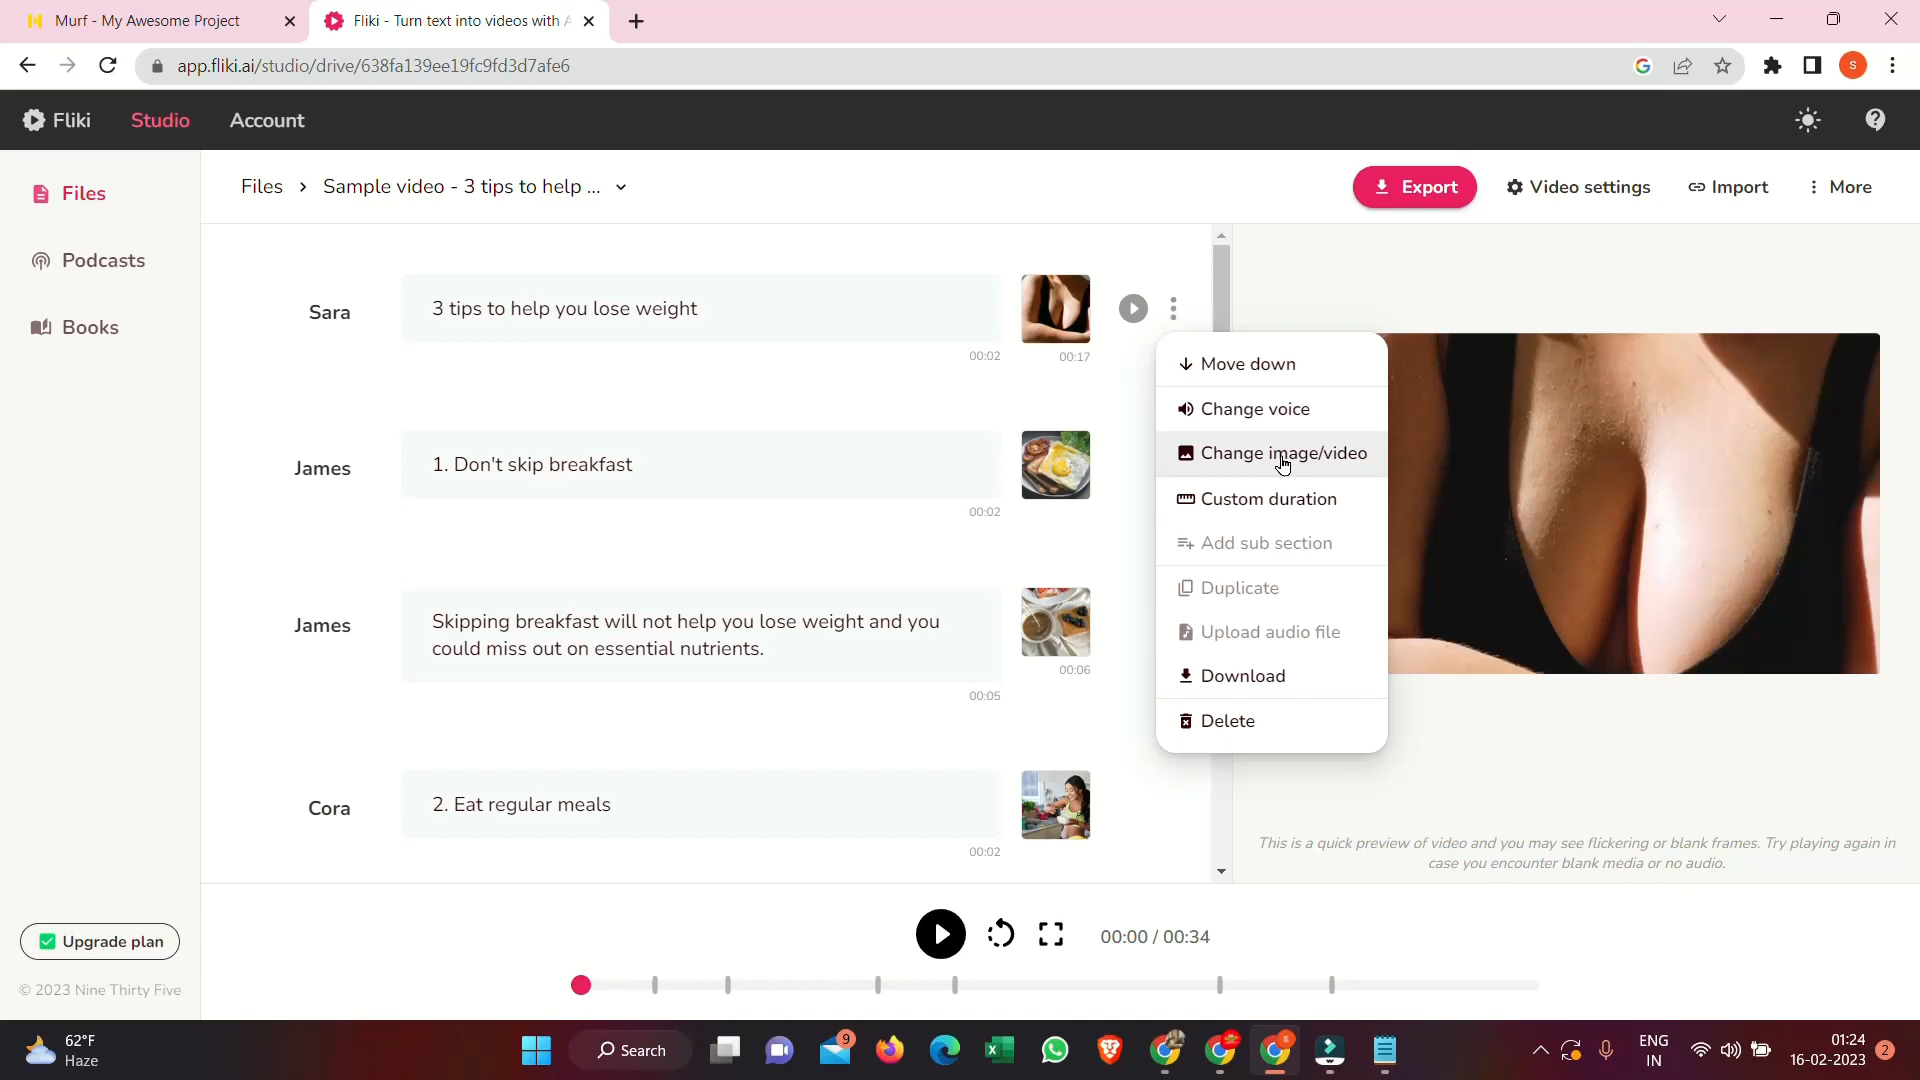 Murf - My Awesome Project
Fliki - Turn text into videos with A
app.fliki.ai/studio/drive/638fa139ee19fc9fd3d7afe6
S
Fliki
Studio
Account
Files
Podcasts
Books
Files > Sample video - 3 tips to help ...
Export
Video settings
Import
More
Sara
3 tips to help you lose weight
00:02
00:17
James
1. Don't skip breakfast
00:02
James
Skipping breakfast will not help you lose weight and you
could miss out on essential nutrients.
00:05
00:06
Cora
2. Eat regular meals
00:02
Move down
Change voice
Change image/video
Custom duration
Add sub section
Duplicate
Upload audio file
Download
Delete
This is a quick preview of video and you may see flickering or blank frames. Try playing again in
case you encounter blank media or no audio.
Upgrade plan
© 2023 Nine Thirty Five
00:00 / 00:34
62°F
Haze
Search
9
ENG
IN
01:24
16-02-2023
2